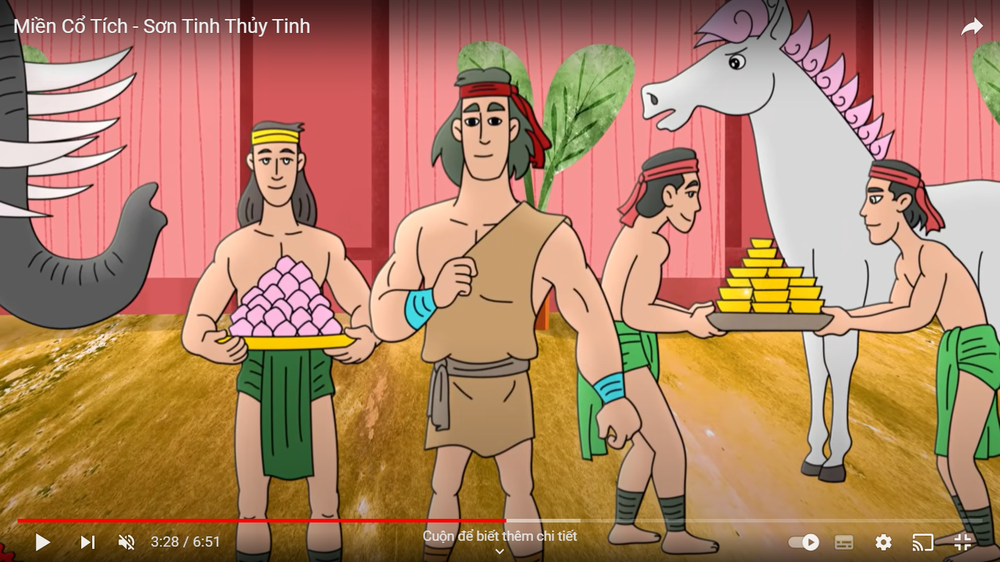 Miền Cổ Tích - Sơn Tinh Thủy Tinh
3:28 / 6:51
Cuộn để biết thêm chi tiết